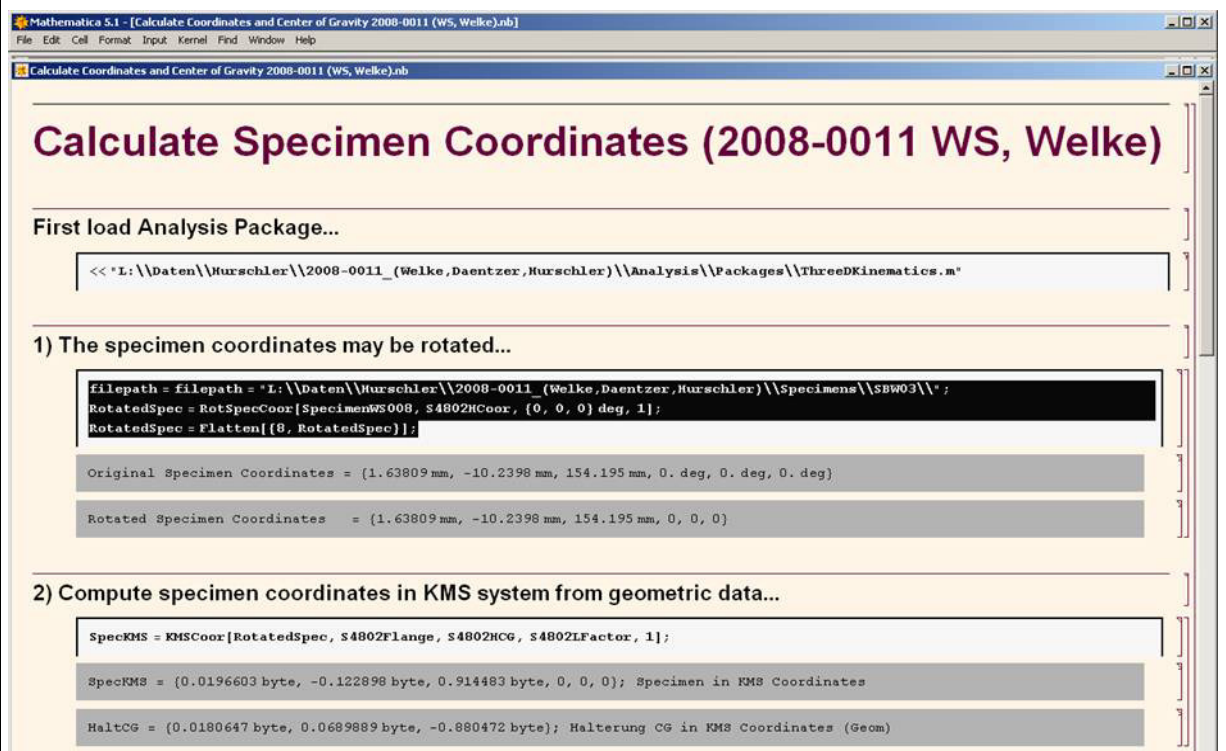 Mathematica 5.1 - [Calculate Coordinates and Center of Gravity 2008-0011 (WS, Welke).nb]
File Edit Cell Format Input Kernel Find Window Help
Calculate Coordinates and Center of Gravity 2008-0011 (WS, Welke).nb
Calculate Specimen Coordinates (2008-0011 WS, Welke)
First load Analysis Package...
<< "L:\\Daten\\Hurschler\\2008-0011_(Welke,Daentzer,Hurschler)\\Analysis\\Packages\\ThreeDKinematics.m"
1) The specimen coordinates may be rotated...
filepath = filepath = "L:\\Daten\\Hurschler\\2008-0011_(Welke,Daentzer,Hurschler)\\Specimens\\SBW03\\";
RotatedSpec = RotSpecCoor[SpecimenWS008, S4802HCoor, {0, 0, 0} deg, 1];
RotatedSpec = Flatten[{8, RotatedSpec}];
Original Specimen Coordinates = {1.63809 mm, -10.2398 mm, 154.195 mm, 0. deg, 0. deg, 0. deg}
Rotated Specimen Coordinates = {1.63809 mm, -10.2398 mm, 154.195 mm, 0, 0, 0}
2) Compute specimen coordinates in KMS system from geometric data...
SpecKMS = KMSCoor[RotatedSpec, S4802Flange, S4802HCG, S4802LFactor, 1];
SpecKMS = {0.0196603 byte, -0.122898 byte, 0.914483 byte, 0, 0, 0}; Specimen in KMS Coordinates
HaltCG = {0.0180647 byte, 0.0689889 byte, -0.880472 byte}; Halterung CG in KMS Coordinates (Geom)